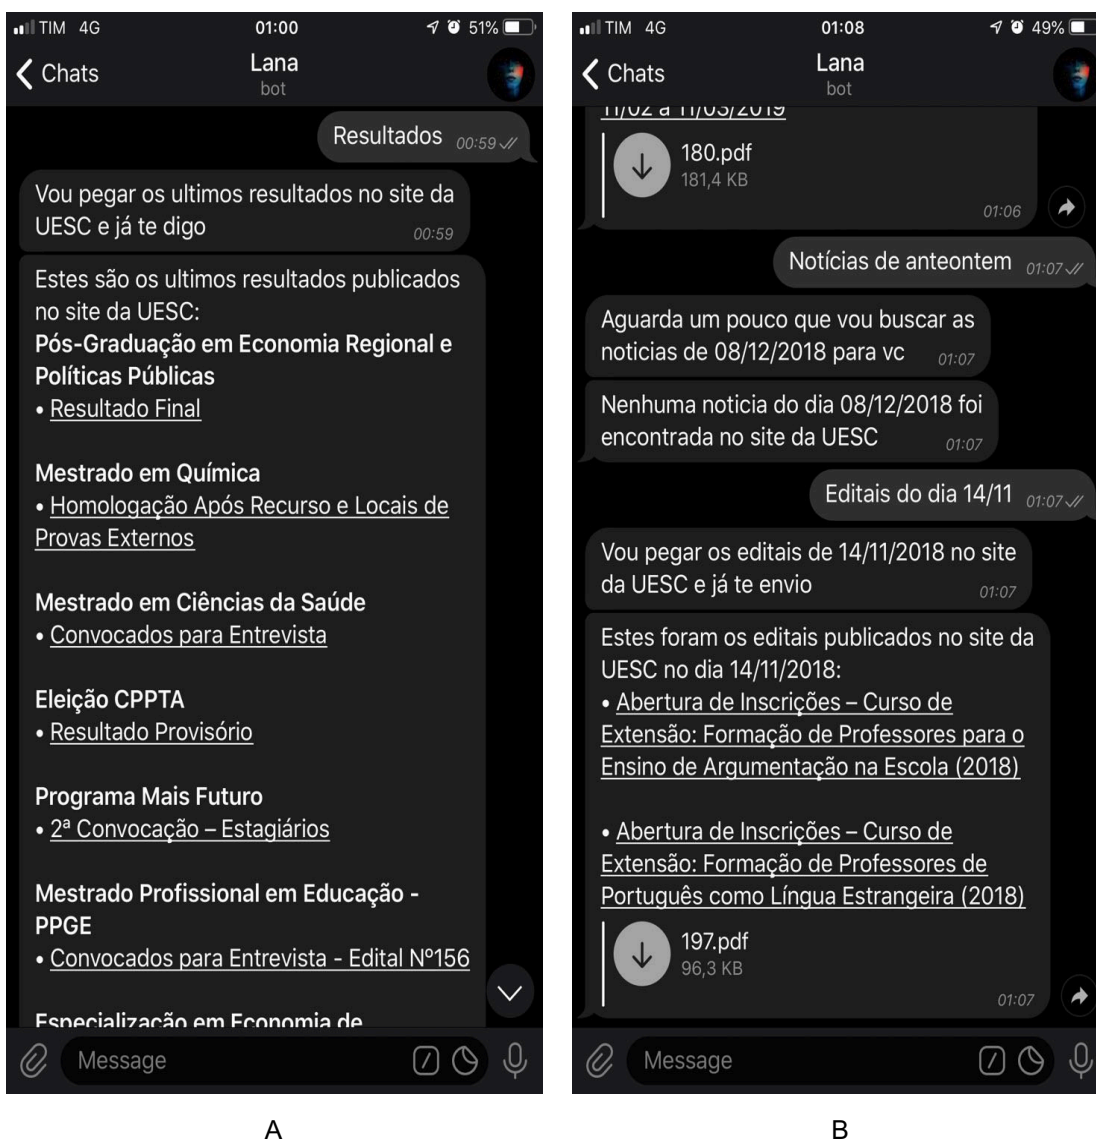 TIM 4G 01:00 51%
Chats
Lana
bot
Resultados 00:59
Vou pegar os ultimos resultados no site da
UESC e já te digo 00:59
Estes são os ultimos resultados publicados
no site da UESC:
Pós-Graduação em Economia Regional e
Políticas Públicas
• Resultado Final
Mestrado em Química
• Homologação Após Recurso e Locais de
Provas Externos
Mestrado em Ciências da Saúde
• Convocados para Entrevista
Eleição CPPTA
• Resultado Provisório
Programa Mais Futuro
• 2ª Convocação – Estagiários
Mestrado Profissional em Educação -
PPGE
• Convocados para Entrevista - Edital Nº156
Especialização em Economia de
Message
A
TIM 4G 01:08 49%
Chats
Lana
bot
11/02 a 11/03/2019
180.pdf
181,4 KB
01:06
Notícias de anteontem 01:07
Aguarda um pouco que vou buscar as
noticias de 08/12/2018 para vc 01:07
Nenhuma noticia do dia 08/12/2018 foi
encontrada no site da UESC 01:07
Editais do dia 14/11 01:07
Vou pegar os editais de 14/11/2018 no site
da UESC e já te envio 01:07
Estes foram os editais publicados no site da
UESC no dia 14/11/2018:
• Abertura de Inscrições – Curso de
Extensão: Formação de Professores para o
Ensino de Argumentação na Escola (2018)
• Abertura de Inscrições – Curso de
Extensão: Formação de Professores de
Português como Língua Estrangeira (2018)
197.pdf
96,3 KB
01:07
Message
B